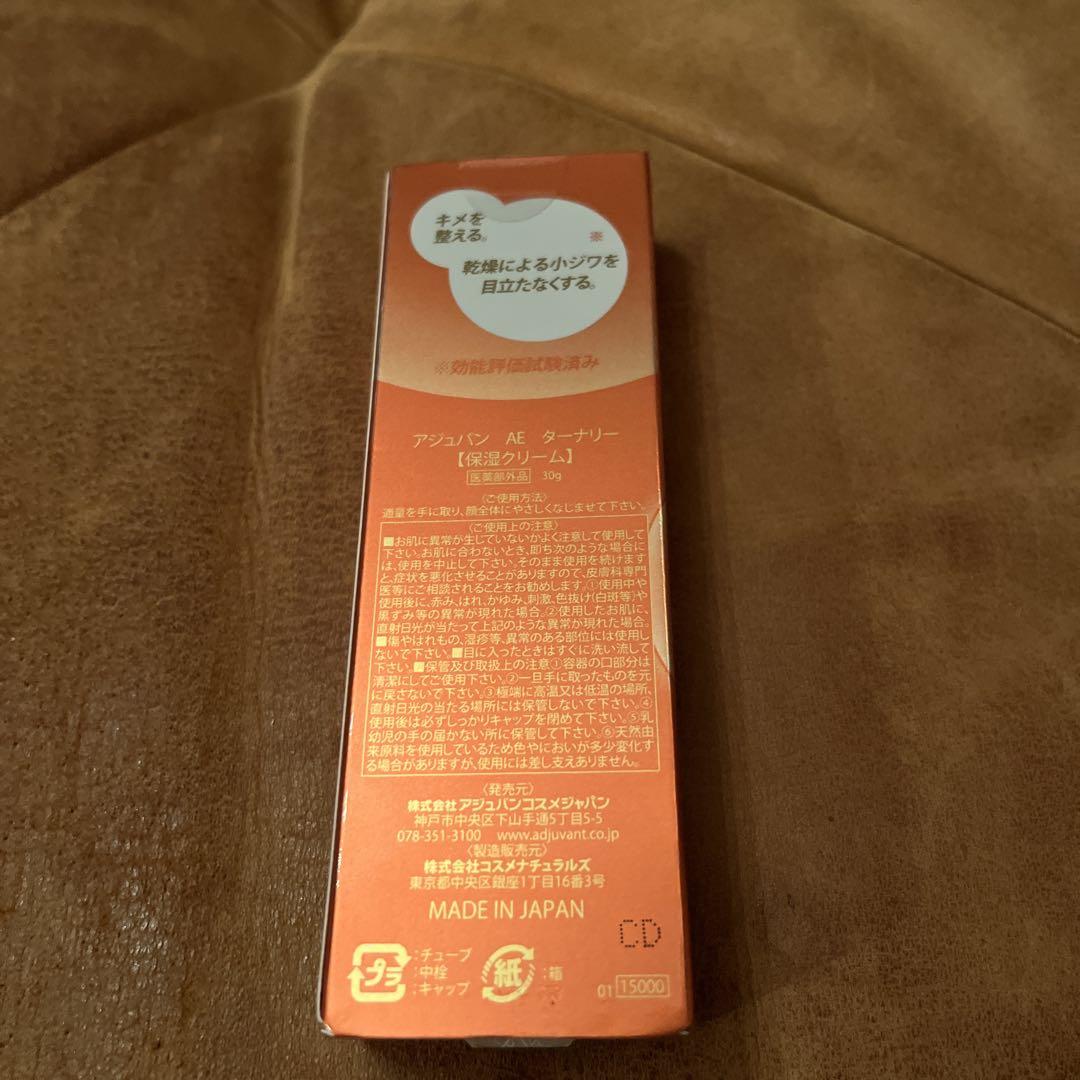 キメを
整える。
※
乾燥による小ジワを
目立たなくする。
※効能評価試験済み
アジュバン AE ターナリー
【保湿クリーム】
医薬部外品 30g
〈ご使用方法〉
適量を手に取り、顔全体にやさしくなじませて下さい。
〈ご使用上の注意〉
■お肌に異常が生じていないかよく注意して使用して
下さい。お肌に合わないとき、即ち次のような場合に
は、使用を中止して下さい。そのまま使用を続けます
と、症状を悪化させることがありますので、皮膚科専門
医等にご相談されることをお勧めします。①使用中や
使用後に、赤み、はれ、かゆみ、刺激、色抜け(白斑等)や
黒ずみ等の異常が現れた場合。②使用したお肌に、
直射日光が当たって上記のような異常が現れた場合。
■傷やはれもの、湿疹等、異常のある部位には使用し
ないで下さい。■目に入ったときはすぐに洗い流して
下さい。■保管及び取扱上の注意①容器の口部分は
清潔にしてご使用下さい。②一旦手に取ったものを元
に戻さないで下さい。③極端に高温又は低温の場所、
直射日光の当たる場所には保管しないで下さい。④
使用後は必ずしっかりキャップを閉めて下さい。⑤乳
幼児の手の届かない所に保管して下さい。⑥天然由
来原料を使用しているため色やにおいが多少変化す
る場合がありますが、使用には差し支えありません。
〈発売元〉
株式会社アジュバンコスメジャパン
神戸市中央区下山手通5丁目5-5
078-351-3100 www.adjuvant.co.jp
〈製造販売元〉
株式会社コスメナチュラルズ
東京都中央区銀座1丁目16番3号
MADE IN JAPAN
CD
プラ :チューブ
:中栓
:キャップ
紙 :箱
01 15000